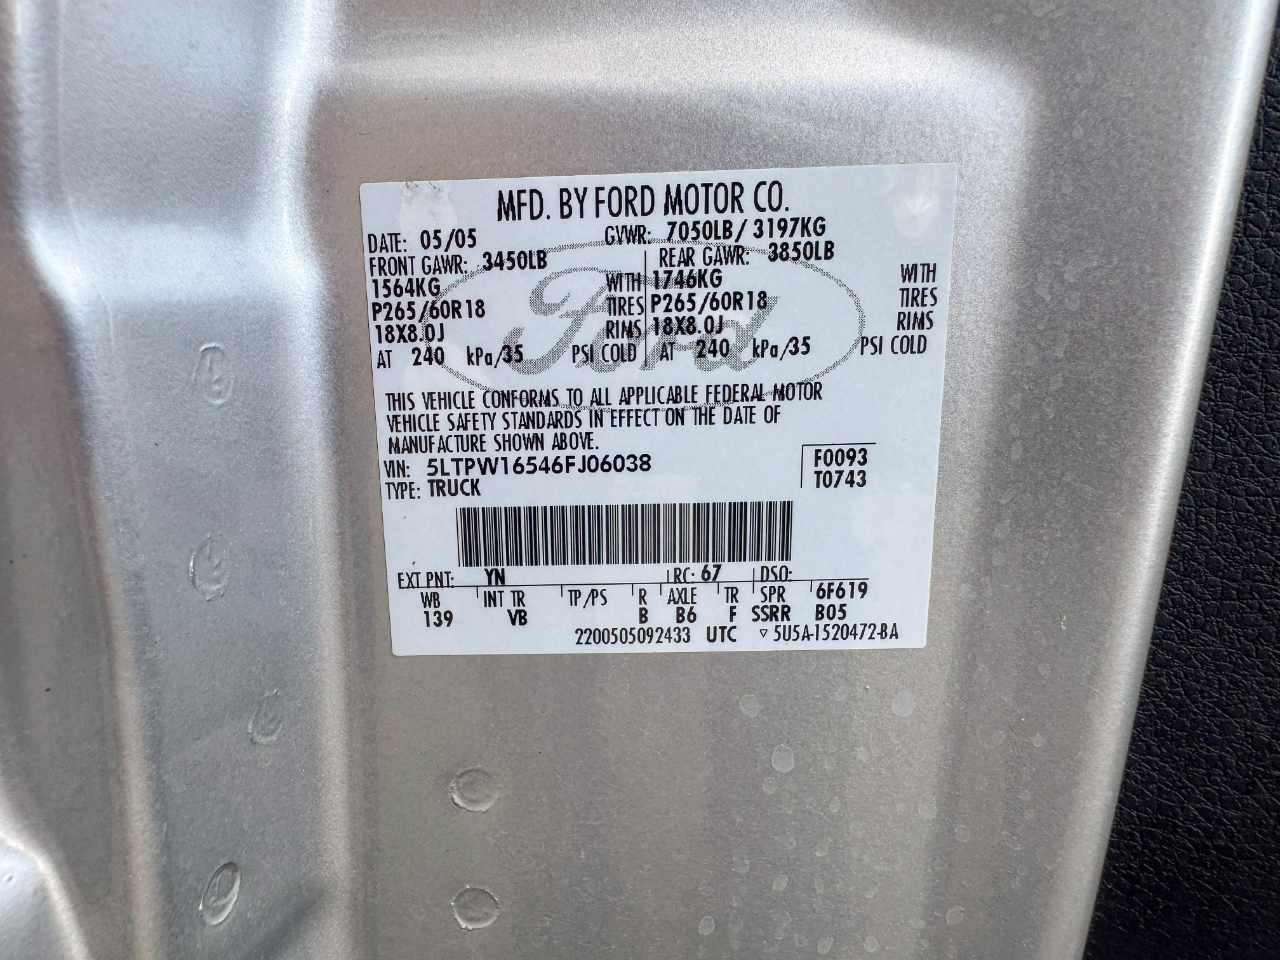 MFD. BY FORD MOTOR CO.
DATE: 05/05 GVWR: 7050LB/ 3197KG
FRONT GAWR: 3450LB REAR GAWR: 3850LB
1564KG WITH 1746KG WITH
P265/60R18 TIRES P265/60R18 TIRES
18X8.0J RIMS 18X8.0J RIMS
AT 240 kPa/35 PSI COLD AT 240 kPa/35 PSI COLD
Ford
THIS VEHICLE CONFORMS TO ALL APPLICABLE FEDERAL MOTOR
VEHICLE SAFETY STANDARDS IN EFFECT ON THE DATE OF
MANUFACTURE SHOWN ABOVE.
VIN: 5LTPW16546FJ06038 F0093
TYPE: TRUCK T0743
EXT PNT: YN RC: 67 DSO:
WB INT TR TP/PS R AXLE TR SPR 6F619
139 VB B B6 F SSRR B05
2200505092433 UTC ▽ 5U5A-1520472-BA